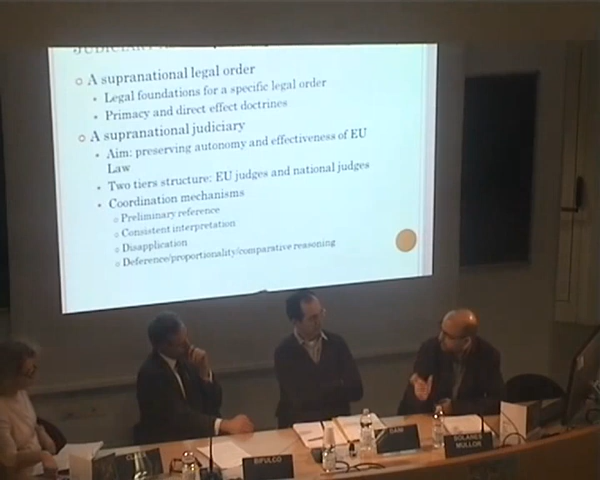 A supranational legal order
Legal foundations for a specific legal order
Primacy and direct effect doctrines
A supranational judiciary
Aim: preserving autonomy and effectiveness of EU
Law
Two tiers structure: EU judges and national judges
Coordination mechanisms
Preliminary reference
Consistent interpretation
Disapplication
Deference/proportionality/comparative reasoning
BIFULCO
DANI
SOLANES
MULLOR